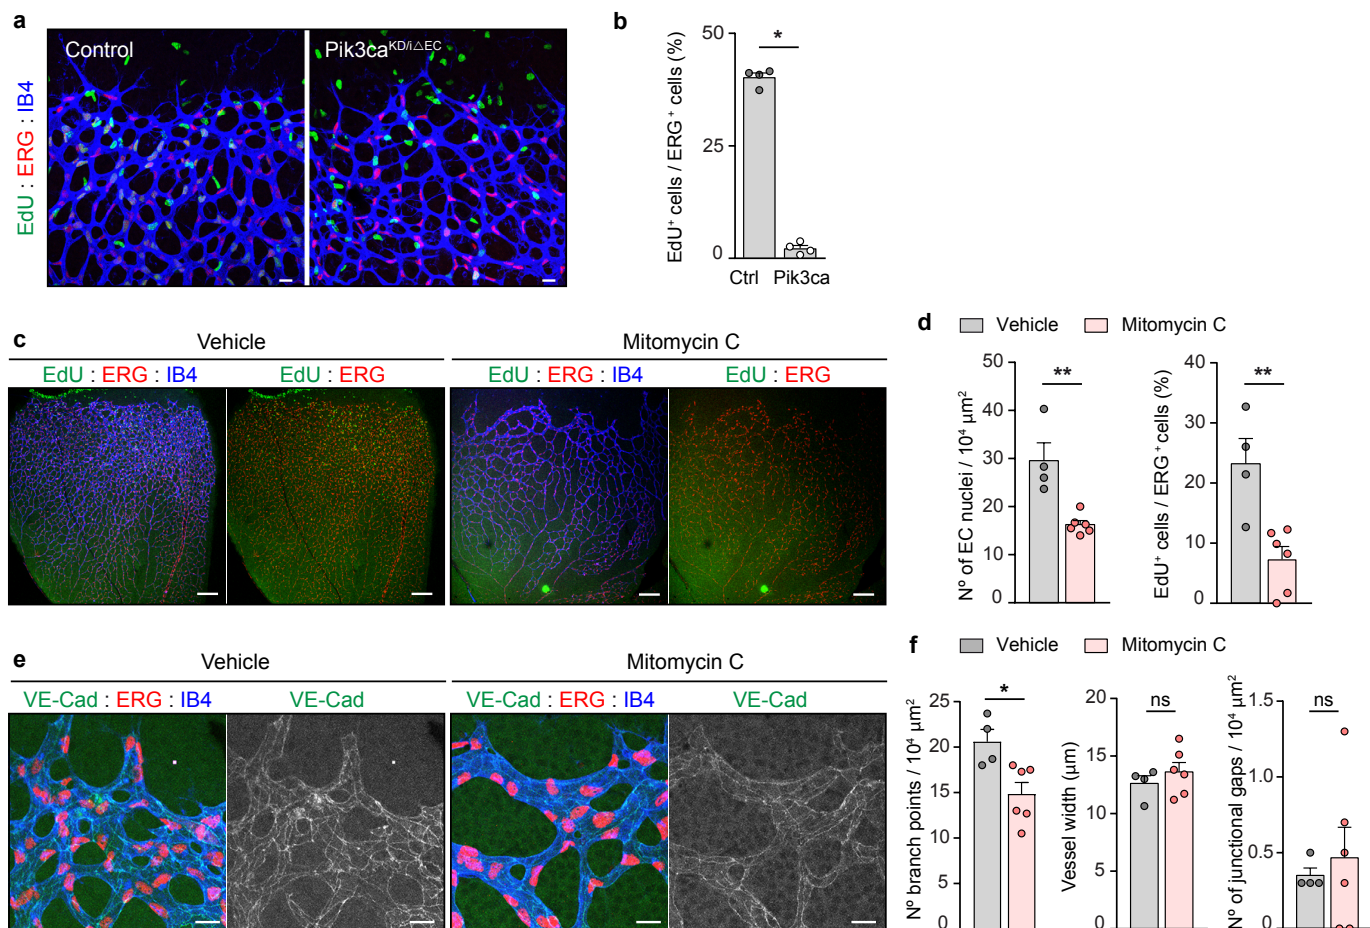 a
Control
Pik3caKD/i△EC
EdU : ERG : IB4
b
EdU⁺ cells / ERG⁺ cells (%)
50
25
0
*
Ctrl Pik3ca
c
Vehicle
Mitomycin C
EdU : ERG : IB4
EdU : ERG
EdU : ERG : IB4
EdU : ERG
d
Vehicle
Mitomycin C
Nº of EC nuclei / 10⁴ µm²
50
40
30
20
10
0
**
EdU⁺ cells / ERG⁺ cells (%)
40
30
20
10
0
**
e
Vehicle
Mitomycin C
VE-Cad : ERG : IB4
VE-Cad
VE-Cad : ERG : IB4
VE-Cad
f
Vehicle
Mitomycin C
Nº branch points / 10⁴ µm²
25
20
15
10
5
0
*
Vessel width (µm)
20
15
10
5
0
ns
Nº of junctional gaps / 10⁴ µm²
1.5
1.0
0.5
0
ns